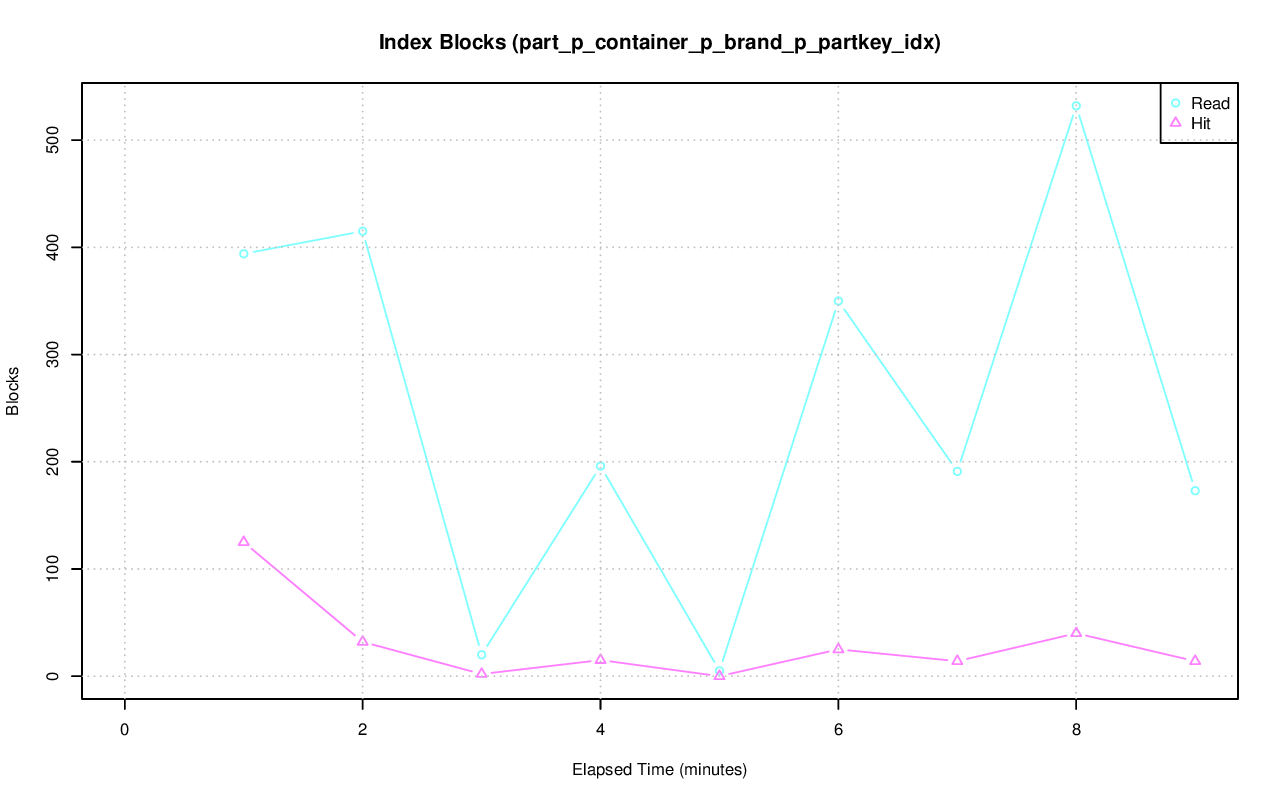 Index Blocks (part_p_container_p_brand_p_partkey_idx)
Read
Hit
Blocks
500
400
300
200
100
0
0 2 4 6 8
Elapsed Time (minutes)